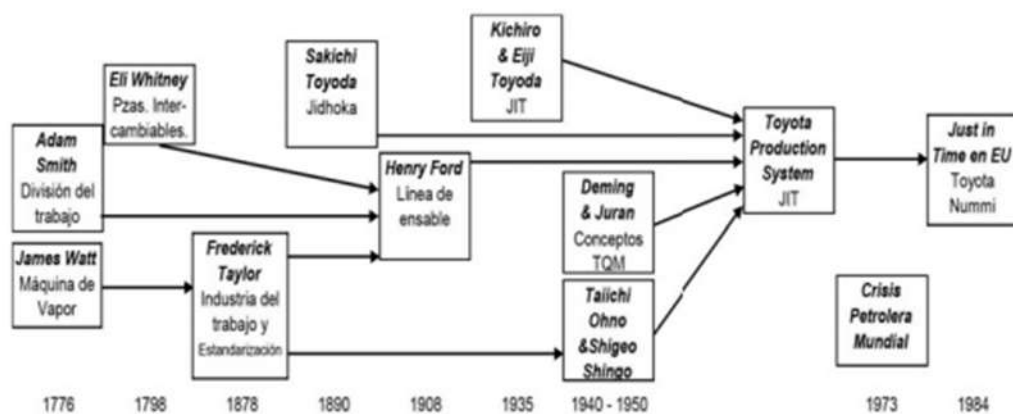 Adam
Smith
División del
trabajo
James Watt
Máquina de
Vapor
Eli Whitney
Pzas. Inter-
cambiables.
Frederick
Taylor
Industria del
trabajo y
Estandarización
Sakichi
Toyoda
Jidhoka
Henry Ford
Línea de
ensable
Kichiro
& Eiji
Toyoda
JIT
Deming
& Juran
Conceptos
TQM
Taiichi
Ohno
&Shigeo
Shingo
Toyota
Production
System
JIT
Crisis
Petrolera
Mundial
Just in
Time en EU
Toyota
Nummi
1776 1798 1878 1890 1908 1935 1940 - 1950 1973 1984